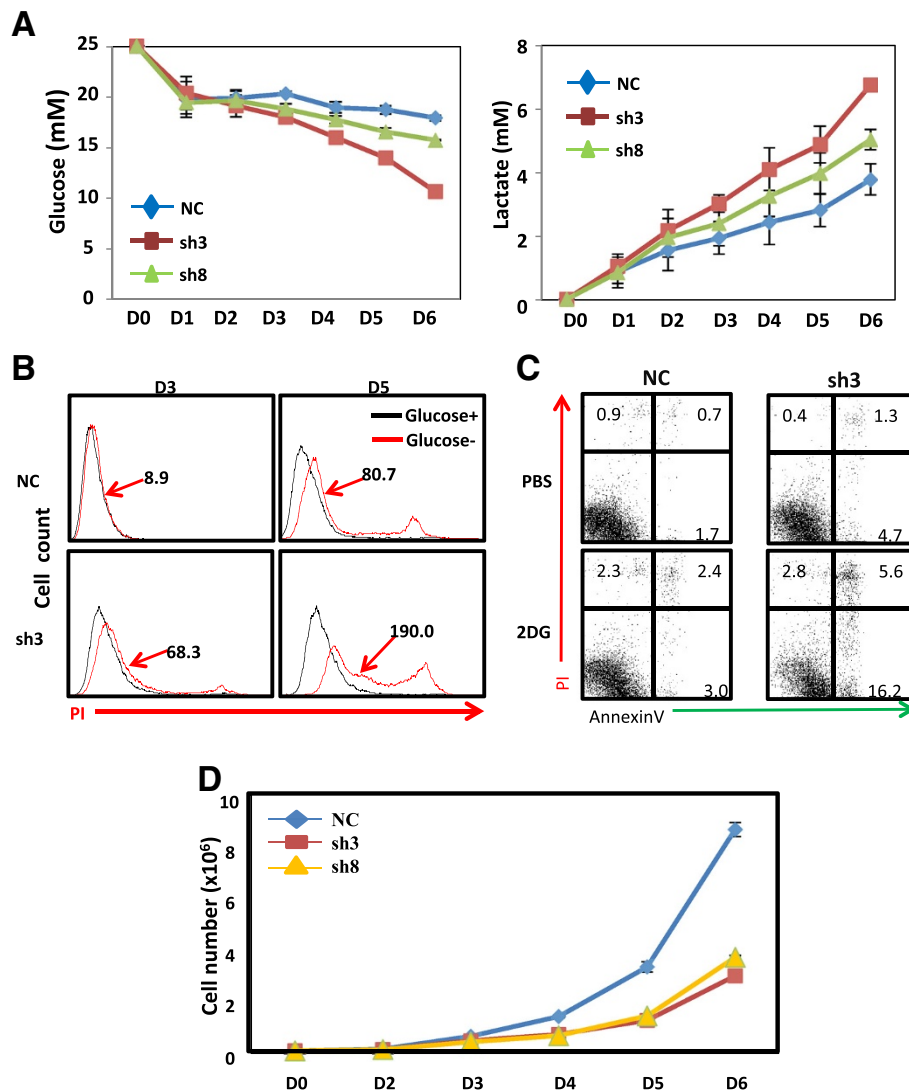 A
Glucose (mM)
25
20
15
10
5
0
NC
sh3
sh8
D0 D1 D2 D3 D4 D5 D6
Lactate (mM)
8
6
4
2
0
NC
sh3
sh8
D0 D1 D2 D3 D4 D5 D6
B
D3 D5
Cell count
NC
8.9
Glucose+
Glucose-
80.7
sh3
68.3
190.0
PI
C
NC sh3
PBS
0.9 0.7
1.7
0.4 1.3
4.7
2DG
2.3 2.4
3.0
2.8 5.6
16.2
PI
AnnexinV
D
Cell number (x10⁶)
10
8
6
4
2
0
NC
sh3
sh8
D0 D2 D3 D4 D5 D6